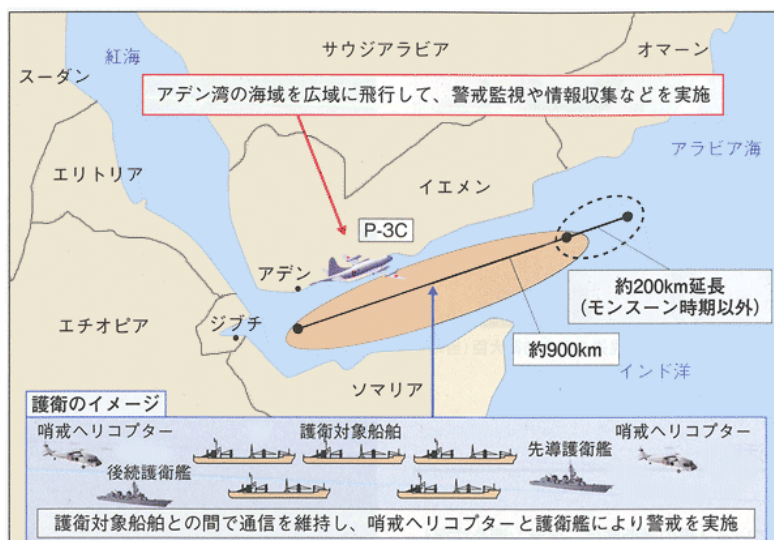 紅海
サウジアラビア
オマーン
スーダン
アデン湾の海域を広域に飛行して、警戒監視や情報収集などを実施
アラビア海
エリトリア
イエメン
P-3C
アデン
約200km延長
(モンスーン時期以外)
エチオピア
ジブチ
約900km
ソマリア
インド洋
護衛のイメージ
哨戒ヘリコプター
護衛対象船舶
哨戒ヘリコプター
先導護衛艦
後続護衛艦
護衛対象船舶との間で通信を維持し、哨戒ヘリコプターと護衛艦により警戒を実施